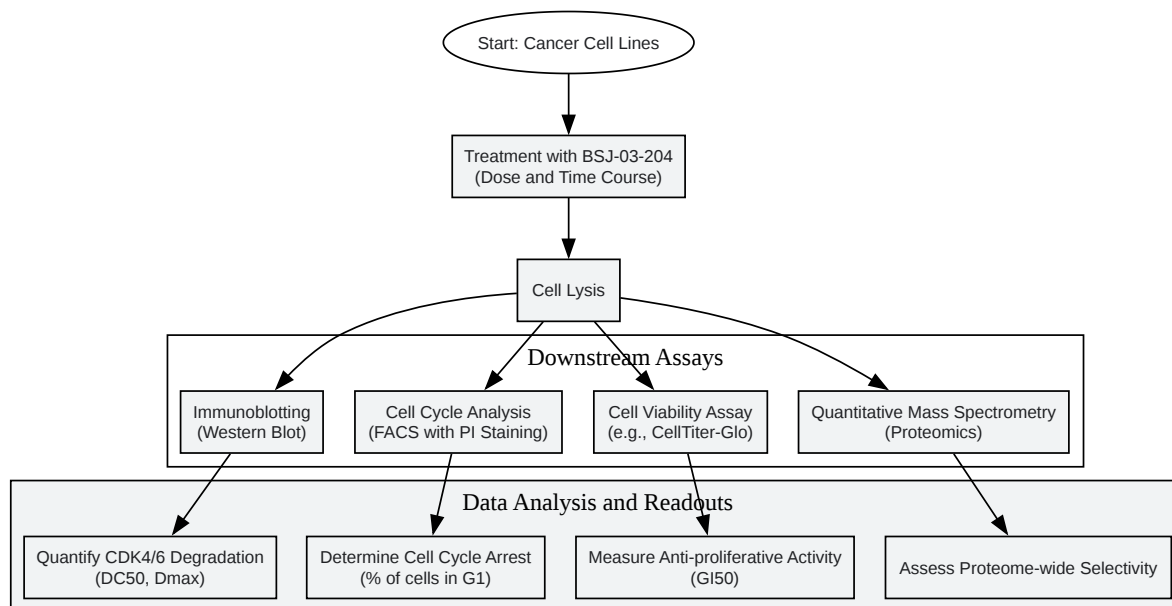 Start: Cancer Cell Lines
Treatment with BSJ-03-204
(Dose and Time Course)
Cell Lysis
Downstream Assays
Immunoblotting
(Western Blot)
Cell Cycle Analysis
(FACS with PI Staining)
Cell Viability Assay
(e.g., CellTiter-Glo)
Quantitative Mass Spectrometry
(Proteomics)
Data Analysis and Readouts
Quantify CDK4/6 Degradation
(DC50, Dmax)
Determine Cell Cycle Arrest
(% of cells in G1)
Measure Anti-proliferative Activity
(GI50)
Assess Proteome-wide Selectivity